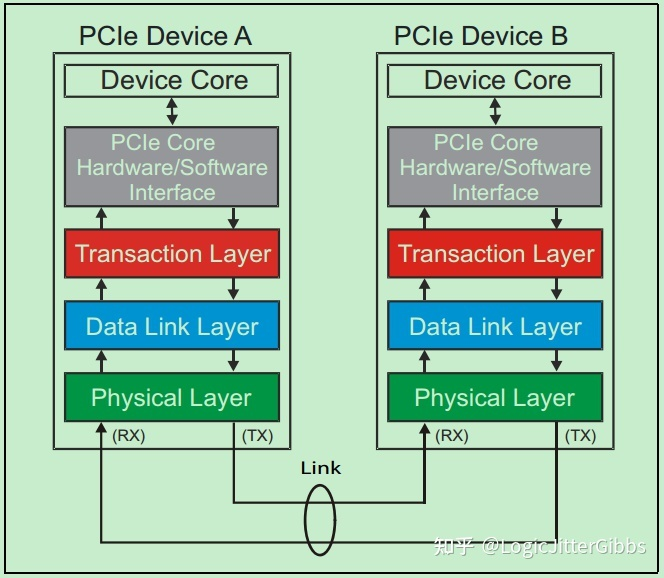 PCIe Device A
PCIe Device B
Device Core
Device Core
PCIe Core
Hardware/Software
Interface
PCIe Core
Hardware/Software
Interface
Transaction Layer
Transaction Layer
Data Link Layer
Data Link Layer
Physical Layer
Physical Layer
(RX)
(TX)
(RX)
(TX)
Link
知乎 @LogicJitterGibbs